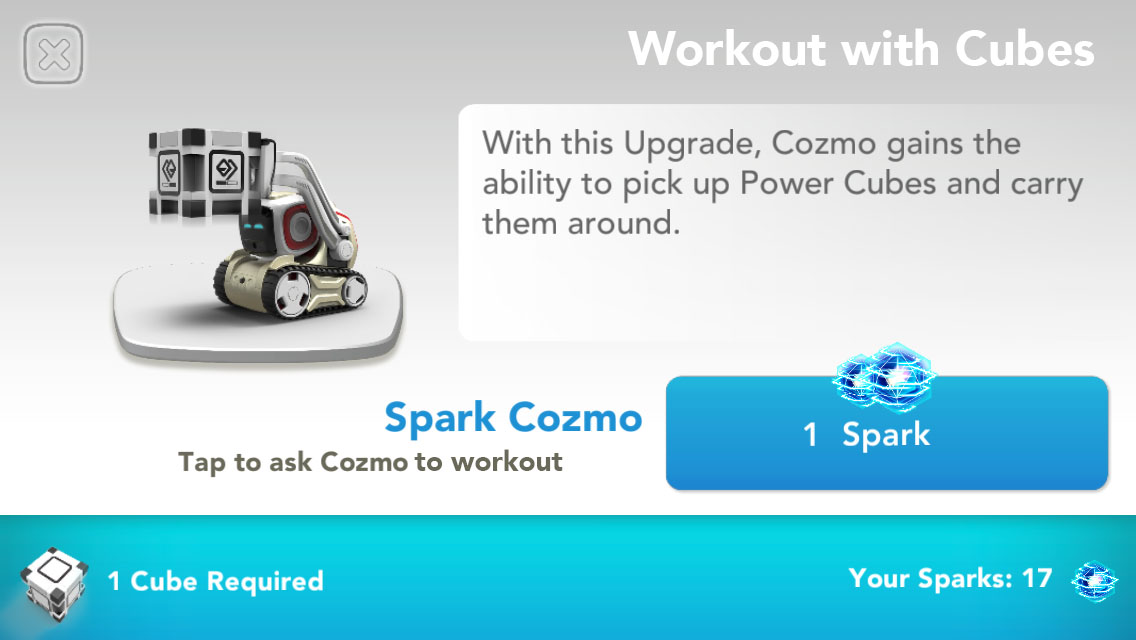 Workout with Cubes
With this Upgrade, Cozmo gains the
ability to pick up Power Cubes and carry
them around.
Spark Cozmo
Tap to ask Cozmo to workout
1 Spark
1 Cube Required
Your Sparks: 17